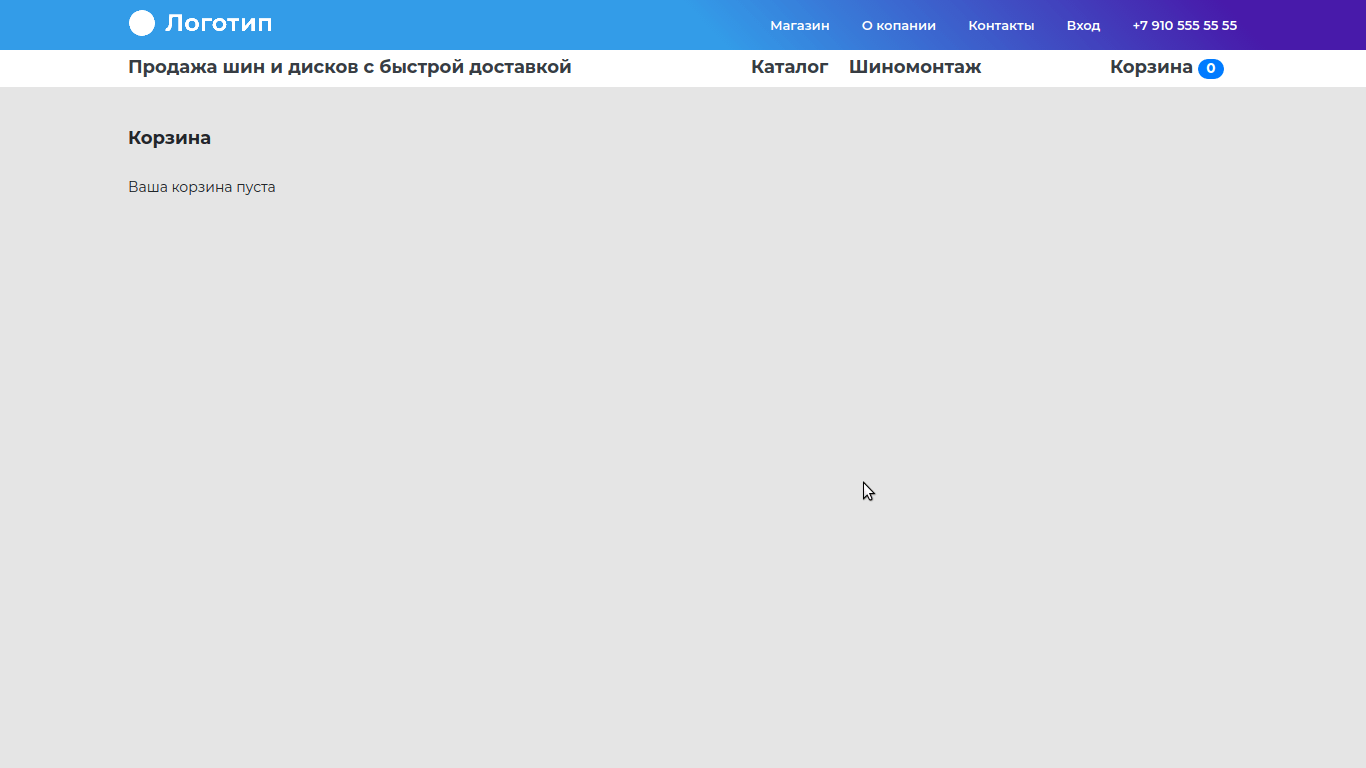 Логотип Магазин О копании Контакты Вход +7 910 555 55 55
Продажа шин и дисков с быстрой доставкой Каталог Шиномонтаж Корзина 0
Корзина
Ваша корзина пуста